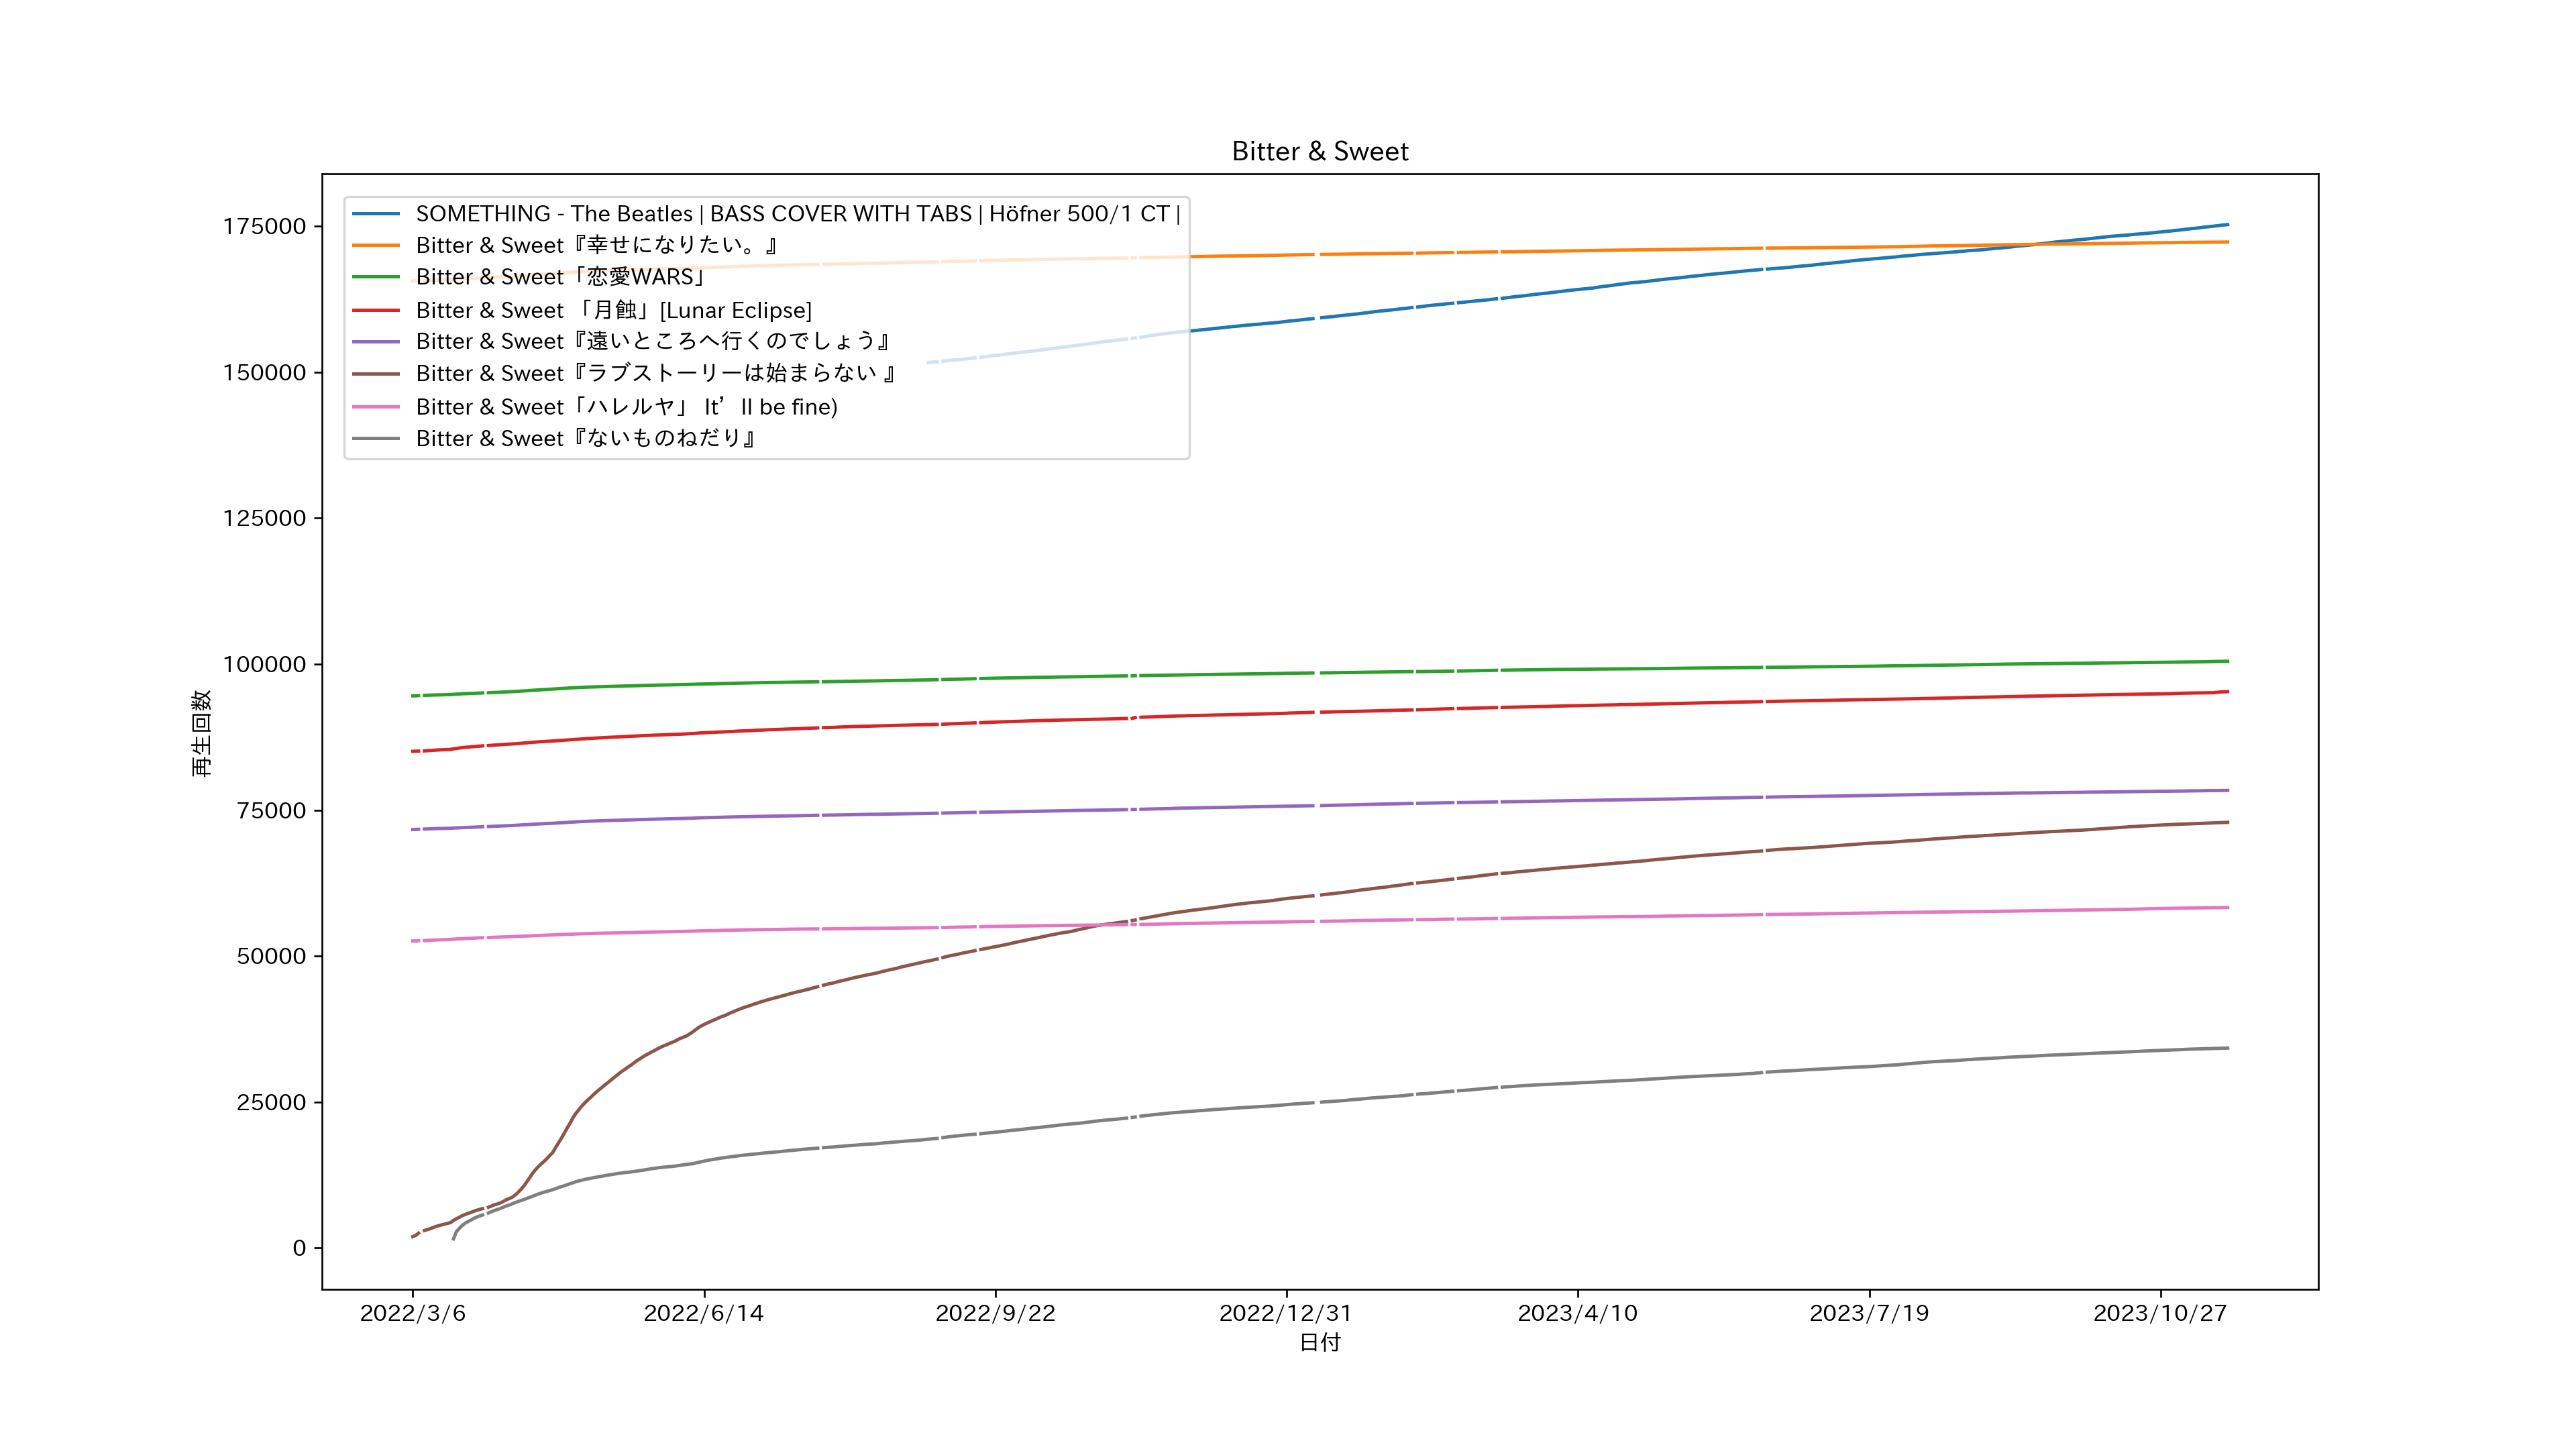 Bitter & Sweet
SOMETHING - The Beatles | BASS COVER WITH TABS | Höfner 500/1 CT |
Bitter & Sweet『幸せになりたい。』
Bitter & Sweet「恋愛WARS」
Bitter & Sweet 「月蝕」[Lunar Eclipse]
Bitter & Sweet『遠いところへ行くのでしょう』
Bitter & Sweet『ラブストーリーは始まらない 』
Bitter & Sweet「ハレルヤ」 It’ll be fine)
Bitter & Sweet『ないものねだり』
175000
150000
125000
100000
75000
50000
25000
0
再生回数
2022/3/6 2022/6/14 2022/9/22 2022/12/31 2023/4/10 2023/7/19 2023/10/27
日付